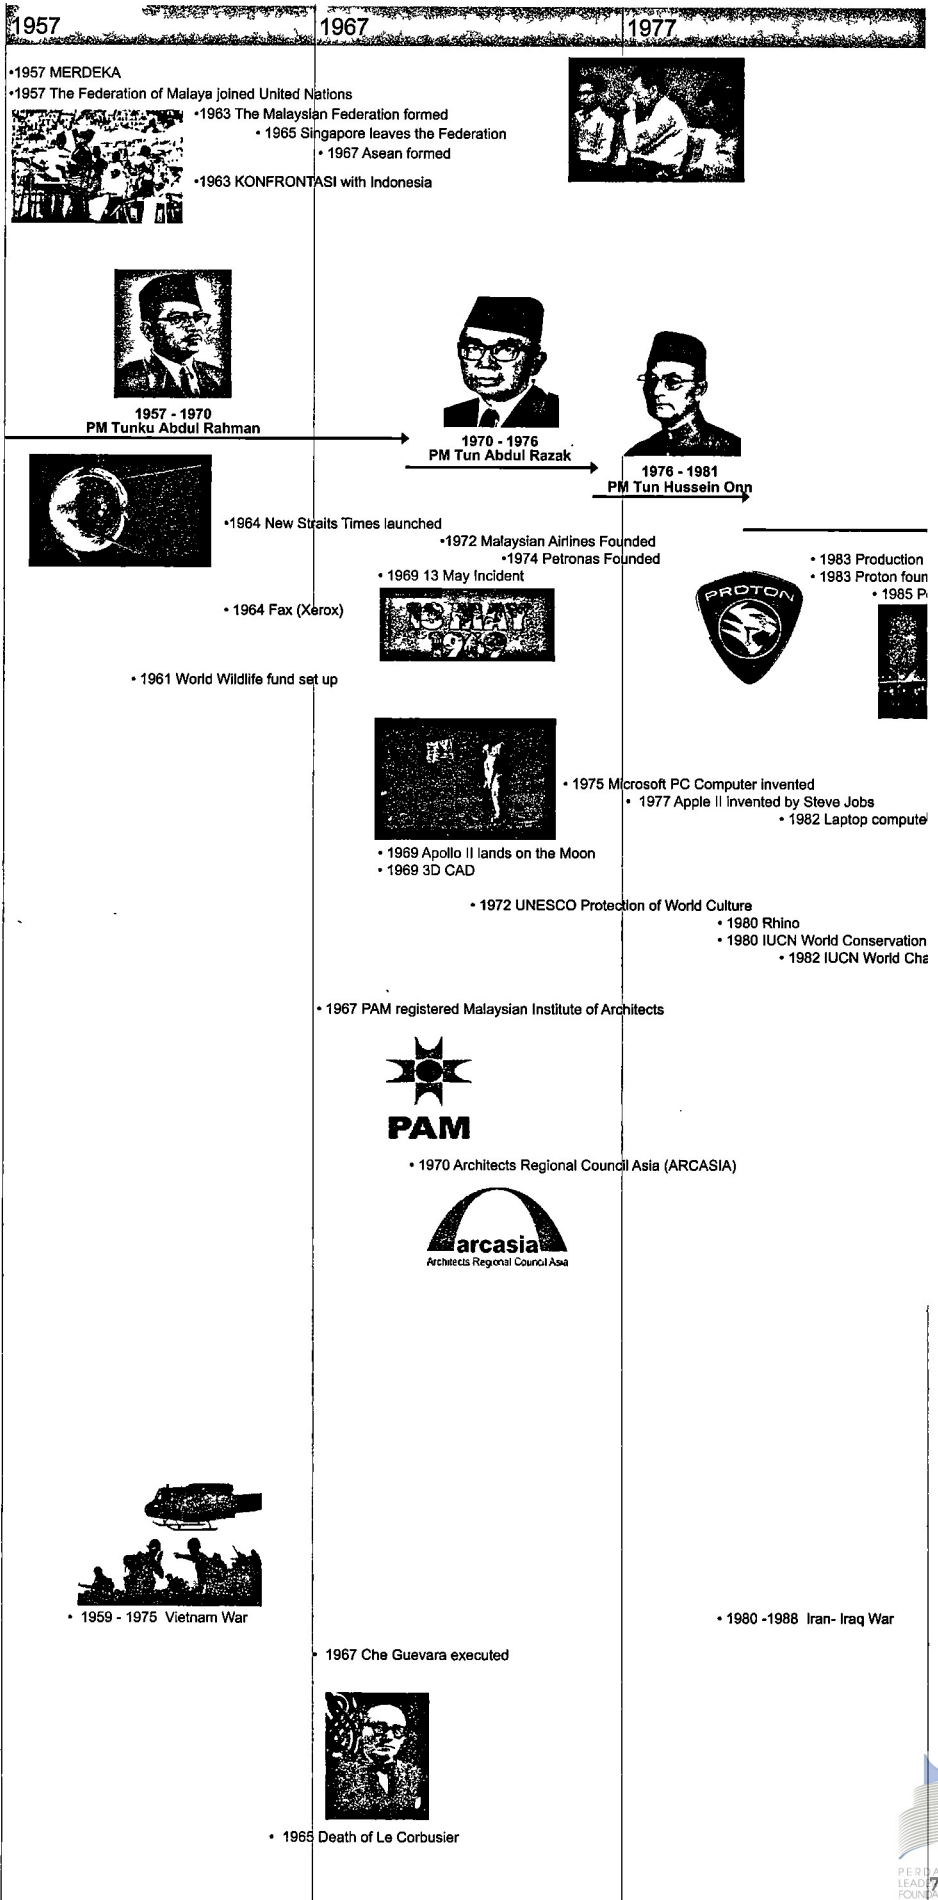 1957 1967 1977
•1957 MERDEKA
•1957 The Federation of Malaya joined United Nations
•1963 The Malaysian Federation formed
• 1965 Singapore leaves the Federation
• 1967 Asean formed
•1963 KONFRONTASI with Indonesia
1957 - 1970
PM Tunku Abdul Rahman
1970 - 1976
PM Tun Abdul Razak
1976 - 1981
PM Tun Hussein Onn
•1964 New Straits Times launched
•1972 Malaysian Airlines Founded
•1974 Petronas Founded
• 1969 13 May Incident
• 1983 Production
• 1983 Proton foun
• 1985 P
PROTON
13 MAY
1969
• 1964 Fax (Xerox)
• 1961 World Wildlife fund set up
• 1975 Microsoft PC Computer invented
• 1977 Apple II invented by Steve Jobs
• 1982 Laptop compute
• 1969 Apollo II lands on the Moon
• 1969 3D CAD
• 1972 UNESCO Protection of World Culture
• 1980 Rhino
• 1980 IUCN World Conservation
• 1982 IUCN World Cha
• 1967 PAM registered Malaysian Institute of Architects
PAM
• 1970 Architects Regional Council Asia (ARCASIA)
arcasia
Architects Regional Council Asia
• 1959 - 1975 Vietnam War
• 1980 -1988 Iran- Iraq War
• 1967 Che Guevara executed
• 1965 Death of Le Corbusier
PERDA
LEADE
FOUNDA
7